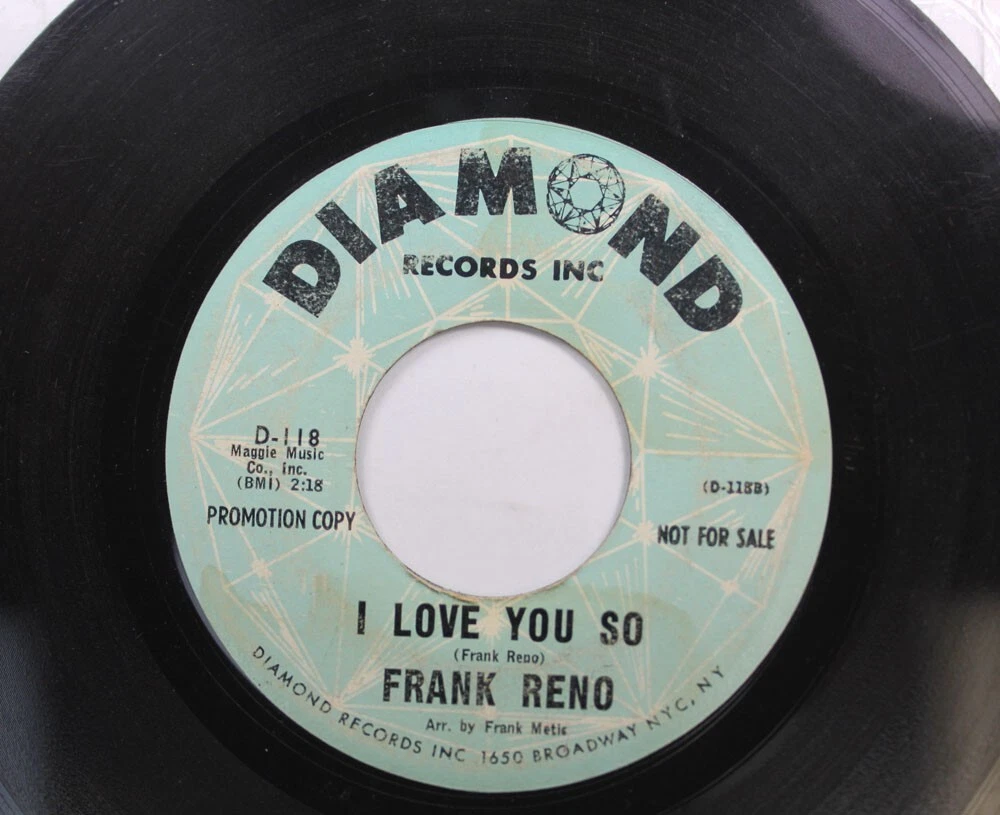 DIAMOND
RECORDS INC
D-118
Maggie Music
Co., Inc.
(BMI) 2:18
PROMOTION COPY
(D-118B)
NOT FOR SALE
I LOVE YOU SO
(Frank Reno)
FRANK RENO
Arr. by Frank Metis
DIAMOND RECORDS INC 1650 BROADWAY NYC, NY